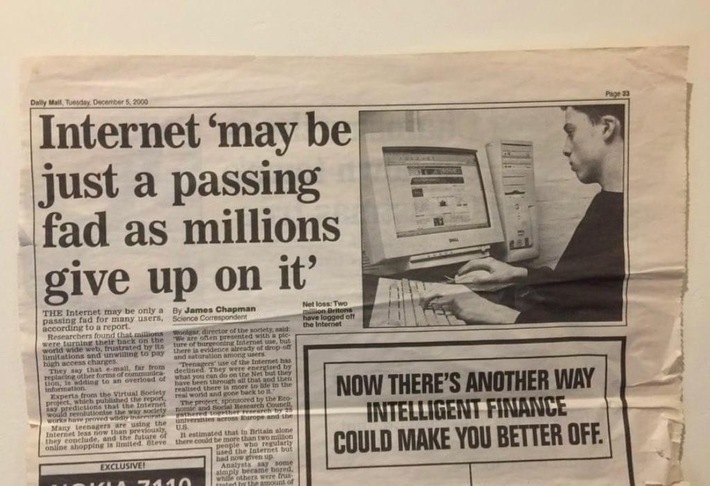 Daily Mail, Tuesday, December 5, 2000
Page 33
Internet ‘may be
just a passing
fad as millions
give up on it’
THE Internet may be only a
passing fad for many users,
according to a report.
Researchers found that millions
were turning their back on the
world wide web, frustrated by its
limitations and unwilling to pay
high access charges.
They say that e-mail, far from
replacing other forms of communica-
tion, is adding to an overload of
information.
Experts from the Virtual Society
project, which published the report,
say predictions that the Internet
would revolutionise the way society
works have proved wildly inaccurate.
Many teenagers are using the
Internet less now than previously,
they conclude, and the future of
online shopping is limited. Steve
By James Chapman
Science Correspondent
Woolgar, director of the society, said:
‘We are often presented with a pic-
ture of burgeoning Internet use, but
there is evidence already of drop-off
and saturation among users.
‘Teenagers' use of the Internet has
declined. They were energised by
what you can do on the Net but they
have been through all that and then
realised there is more to life in the
real world and gone back to it.’
The project, sponsored by the Eco-
nomic and Social Research Council,
gathered together research by 25
universities across Europe and the
U.S.
It estimated that in Britain alone
there could be more than two million
people who regularly
used the Internet but
had now given up.
Analysts say some
simply became bored,
while others were frus-
trated by the amount of
Net loss: Two
million Britons
have logged off
the Internet
DELL
NOW THERE'S ANOTHER WAY
INTELLIGENT FINANCE
COULD MAKE YOU BETTER OFF.
EXCLUSIVE!
NOKIA 7110